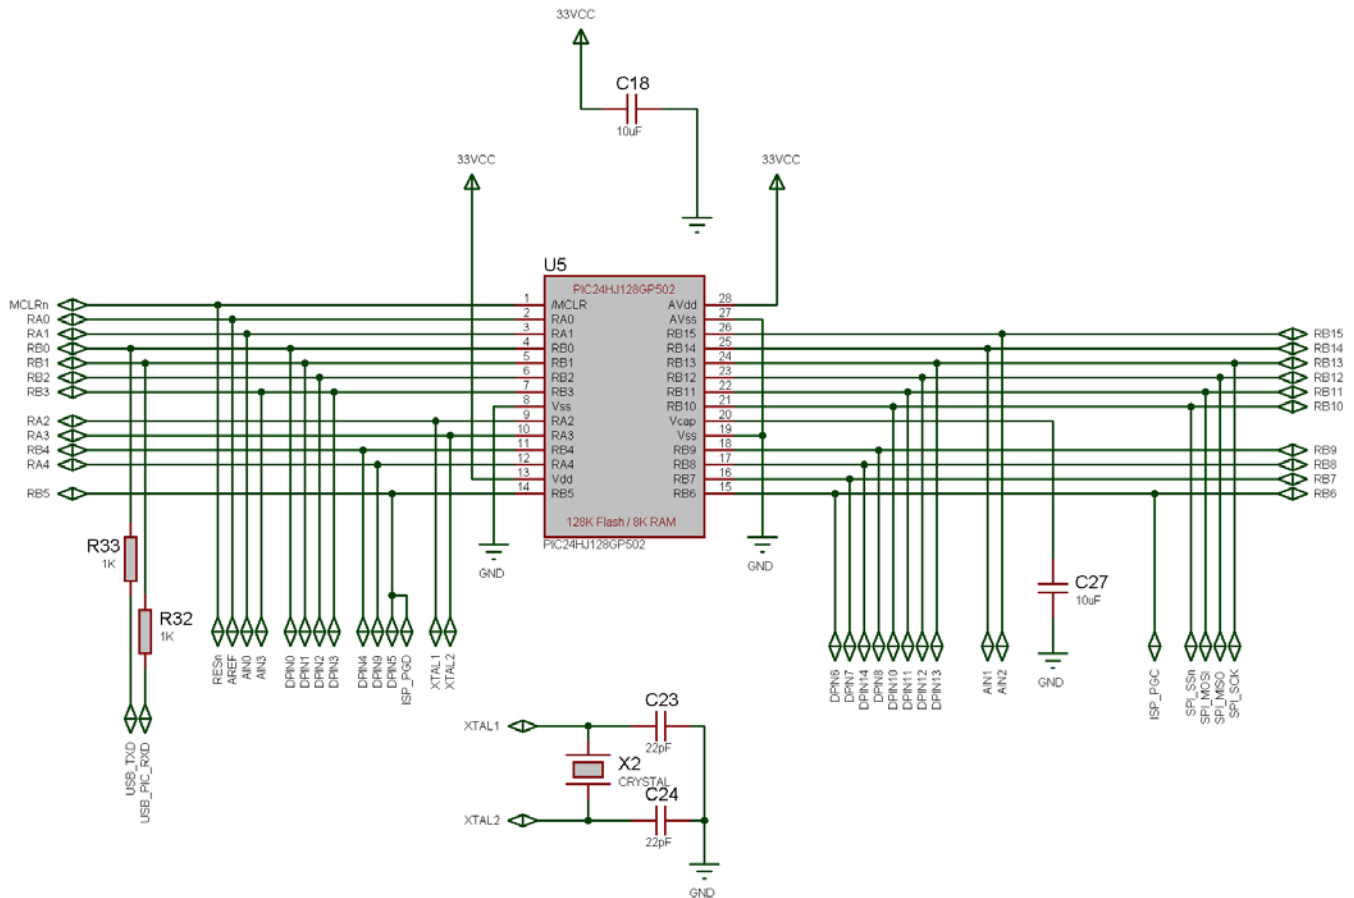 33VCC
C18
10uF
33VCC
33VCC
U5
PIC24HJ128GP502
MCLRn
1
/MCLR
AVdd
28
RA0
2
RA0
AVss
27
RA1
3
RA1
RB15
26
RB15
RB0
4
RB0
RB14
25
RB14
RB1
5
RB1
RB13
24
RB13
RB2
6
RB2
RB12
23
RB12
RB3
7
RB3
RB11
22
RB11
8
Vss
RB10
21
RB10
RA2
9
RA2
Vcap
20
RA3
10
RA3
Vss
19
RB4
11
RB4
RB9
18
RB9
RA4
12
RA4
RB8
17
RB8
13
Vdd
RB7
16
RB7
RB5
14
RB5
RB6
15
RB6
128K Flash / 8K RAM
PIC24HJ128GP502
R33
1K
GND
GND
C27
10uF
R32
1K
RESn
AREF
AIN0
AIN3
DPIN0
DPIN1
DPIN2
DPIN3
DPIN4
DPIN9
DPIN5
ISP_PGD
XTAL1
XTAL2
DPIN6
DPIN7
DPIN14
DPIN8
DPIN10
DPIN11
DPIN12
DPIN13
AIN1
AIN2
GND
ISP_PGC
SPI_SSn
SPI_MOSI
SPI_MISO
SPI_SCK
USB_TXD
USB_PIC_RXD
XTAL1
C23
22pF
X2
CRYSTAL
C24
XTAL2
22pF
GND